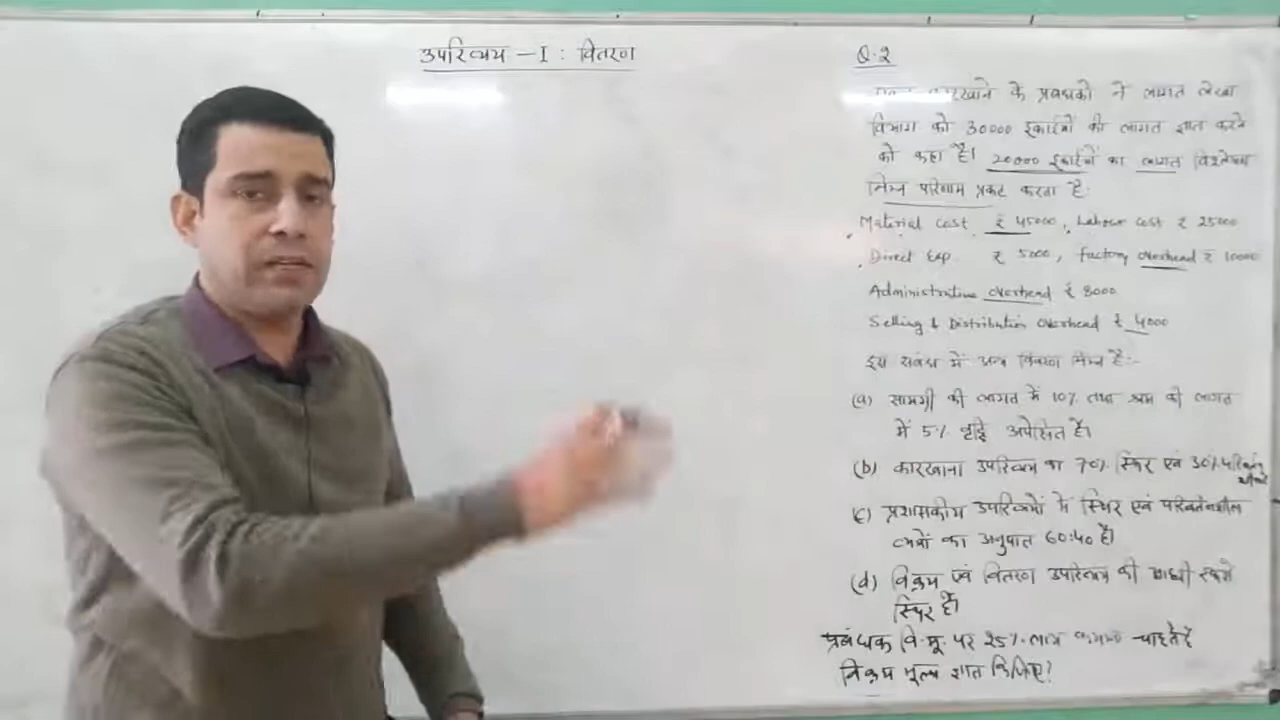 उपरिव्यय – I : वितरण
Q.2
कारखाने के प्रबन्धको ने लागत लेखा
विभाग को 30000 इकाईयों की लागत ज्ञात करने
को कहा है। 20000 इकाईयों का लागत विश्लेषण
निम्न परिणाम प्रकट करता है:
Material Cost ₹ 45000, Labour Cost ₹ 25000
Direct Exp. ₹ 5000, Factory overhead ₹ 10000
Administrative overhead ₹ 8000
Selling & Distribution overhead ₹ 4000
इस संबंध में अन्य विवरण निम्न है:-
(a) सामग्री की लागत में 10% तथा श्रम की लागत
में 5% वृद्धि अपेक्षित है।
(b) कारखाना उपरिव्यय का 70% स्थिर एवं 30% परिवर्तनशील
(c) प्रशासकीय उपरिव्ययों में स्थिर एवं परिवर्तनशील
व्ययों का अनुपात 60:40 है।
(d) विक्रय एवं वितरण उपरिव्यय की आधी रकम
स्थिर है।
प्रबंधक वि. मू. पर 25% लाभ कमाना चाहते है
विक्रय मूल्य ज्ञात किजिए?